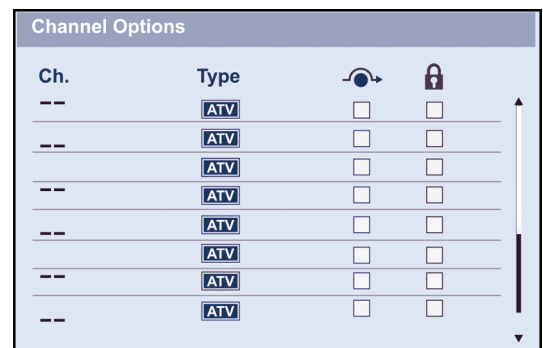 Channel Options
Ch. Type
-- ATV
-- ATV
ATV
-- ATV
-- ATV
ATV
-- ATV
-- ATV